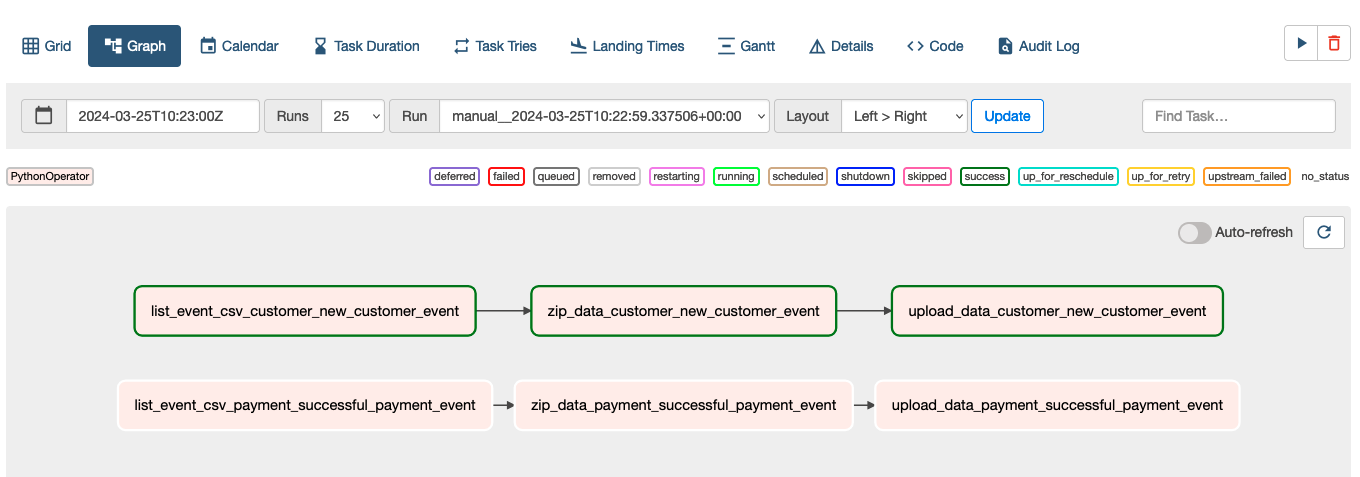 Grid Graph Calendar Task Duration Task Tries Landing Times Gantt Details Code Audit Log
2024-03-25T10:23:00Z Runs 25 Run manual__2024-03-25T10:22:59.337506+00:00 Layout Left > Right Update Find Task...
PythonOperator deferred failed queued removed restarting running scheduled shutdown skipped success up_for_reschedule up_for_retry upstream_failed no_status
Auto-refresh
list_event_csv_customer_new_customer_event zip_data_customer_new_customer_event upload_data_customer_new_customer_event
list_event_csv_payment_successful_payment_event zip_data_payment_successful_payment_event upload_data_payment_successful_payment_event